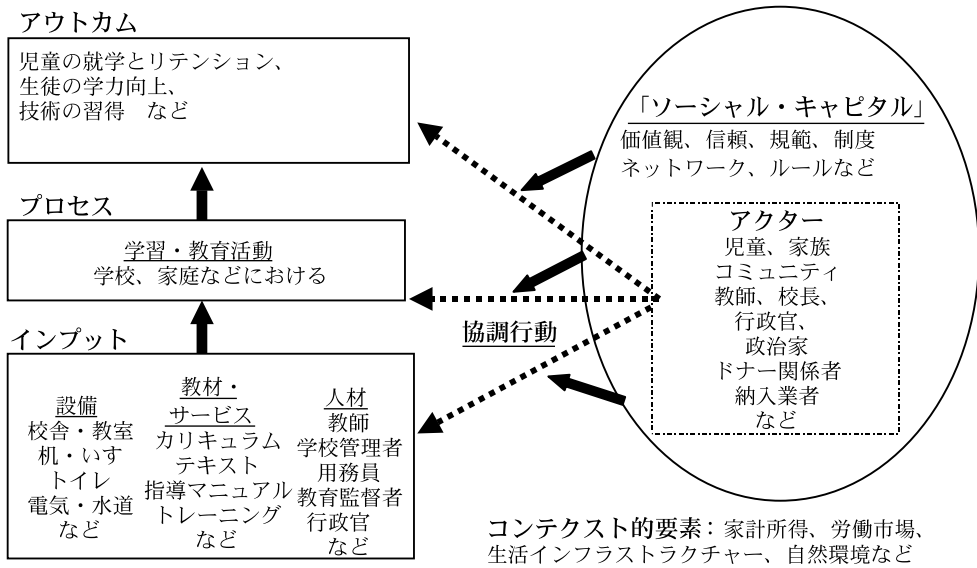 アウトカム
児童の就学とリテンション、
生徒の学力向上、
技術の習得　など
プロセス
学習・教育活動
学校、家庭などにおける
インプット
設備
校舎・教室
机・いす
トイレ
電気・水道
など
教材・
サービス
カリキュラム
テキスト
指導マニュアル
トレーニング
など
人材
教師
学校管理者
用務員
教育監督者
行政官
など
協調行動
「ソーシャル・キャピタル」
価値観、信頼、規範、制度
ネットワーク、ルールなど
アクター
児童、家族
コミュニティ
教師、校長、
行政官、
政治家
ドナー関係者
納入業者
など
コンテクスト的要素：家計所得、労働市場、
生活インフラストラクチャー、自然環境など